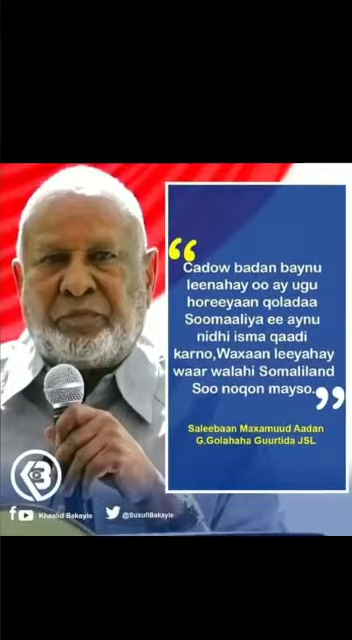 Cadow badan baynu
leenahay oo ay ugu
horeeyaan qoladaa
Soomaaliya ee aynu
nidhi isma qaadi
karno,Waxaan leeyahay
waar walahi Somaliland
Soo noqon mayso.
Saleebaan Maxamuud Aadan
G.Golahaha Guurtida JSL
Khaalid Bakayle
@SuxufiBakayle